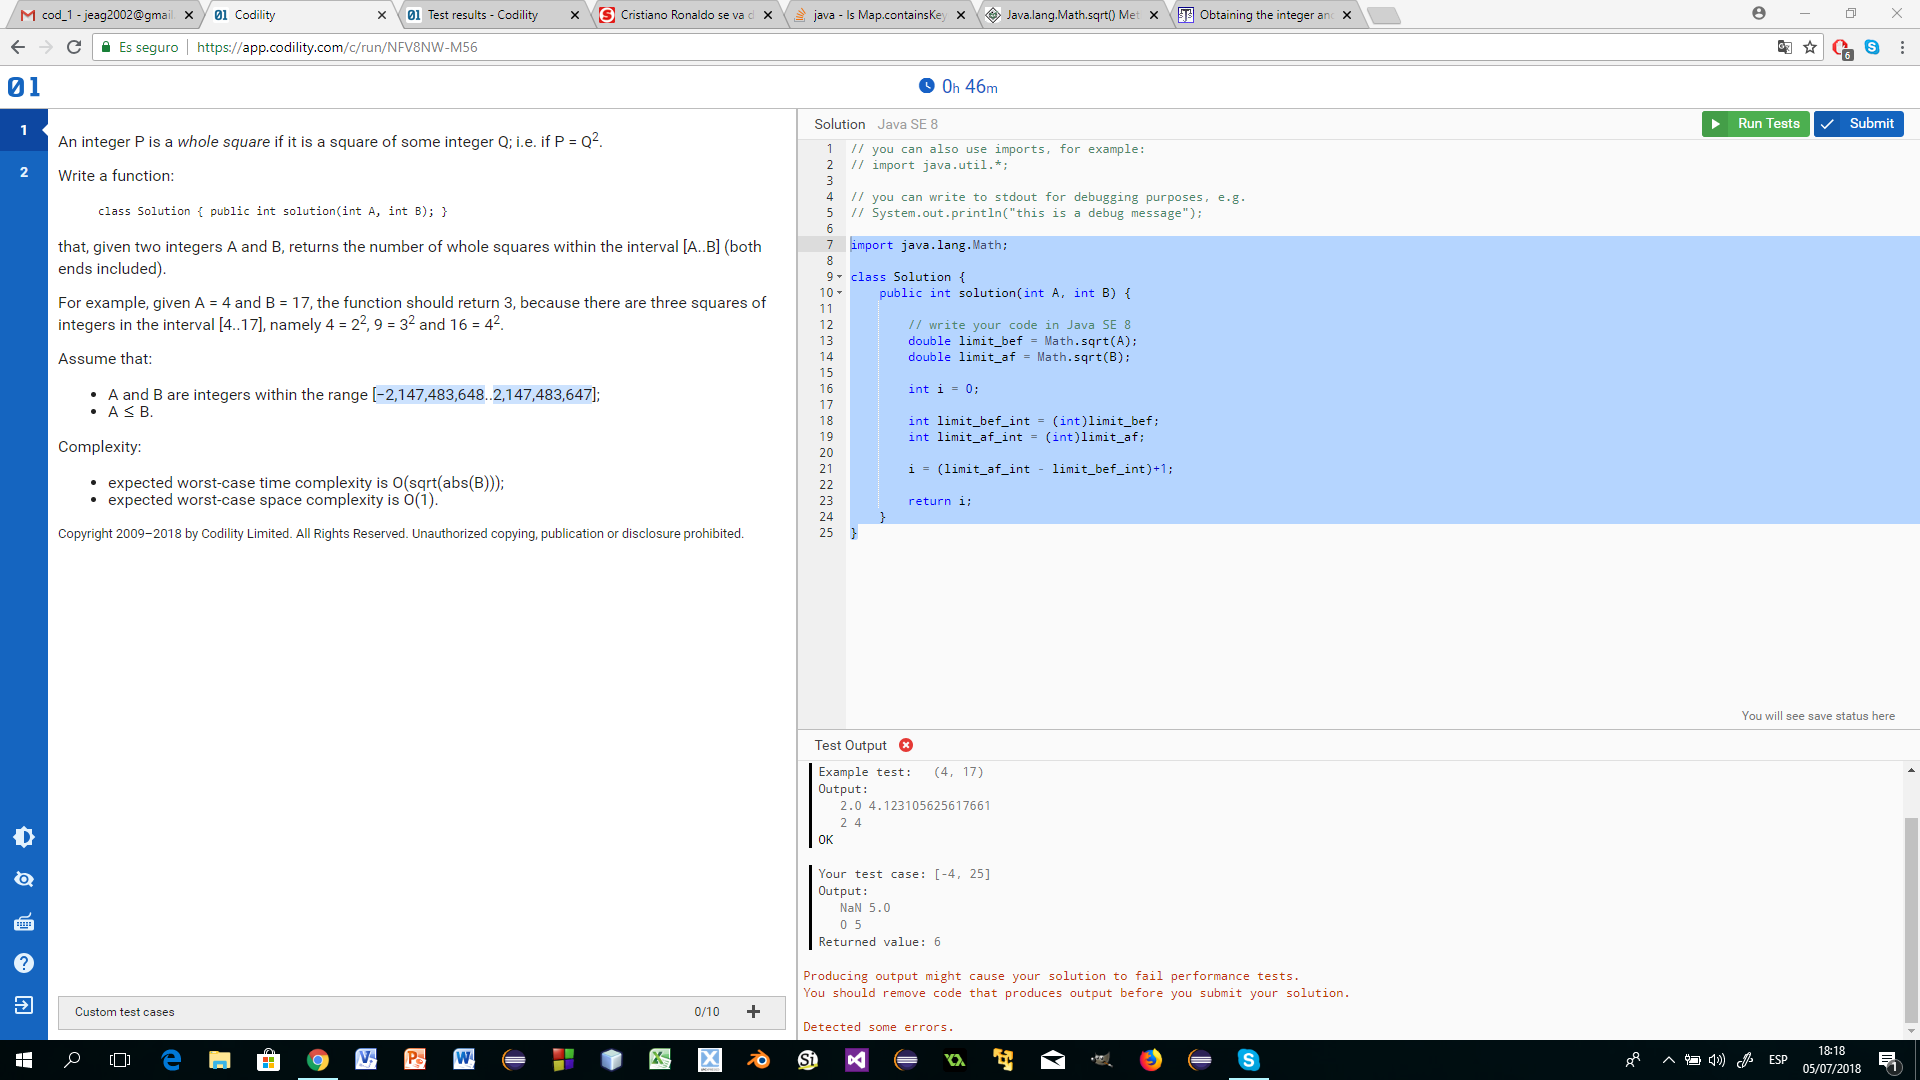 cod_1 - jeag2002@gmail.
Codility
Test results - Codility
Cristiano Ronaldo se va d
java - Is Map.containsKey
Java.lang.Math.sqrt() Met
Obtaining the integer an
Es seguro
https://app.codility.com/c/run/NFV8NW-M56
6
01
0h 46m
1
2
An integer P is a whole square if it is a square of some integer Q; i.e. if P = Q².
Write a function:
class Solution { public int solution(int A, int B); }
that, given two integers A and B, returns the number of whole squares within the interval [A..B] (both
ends included).
For example, given A = 4 and B = 17, the function should return 3, because there are three squares of
integers in the interval [4..17], namely 4 = 2², 9 = 3² and 16 = 4².
Assume that:
• A and B are integers within the range [−2,147,483,648..2,147,483,647];
• A ≤ B.
Complexity:
• expected worst-case time complexity is O(sqrt(abs(B)));
• expected worst-case space complexity is O(1).
Copyright 2009–2018 by Codility Limited. All Rights Reserved. Unauthorized copying, publication or disclosure prohibited.
Custom test cases 0/10
Solution Java SE 8
Run Tests
Submit
1 // you can also use imports, for example:
2 // import java.util.*;
3
4 // you can write to stdout for debugging purposes, e.g.
5 // System.out.println("this is a debug message");
6
7 import java.lang.Math;
8
9 class Solution {
10 public int solution(int A, int B) {
11
12 // write your code in Java SE 8
13 double limit_bef = Math.sqrt(A);
14 double limit_af = Math.sqrt(B);
15
16 int i = 0;
17
18 int limit_bef_int = (int)limit_bef;
19 int limit_af_int = (int)limit_af;
20
21 i = (limit_af_int - limit_bef_int)+1;
22
23 return i;
24 }
25 }
You will see save status here
Test Output
Example test: (4, 17)
Output:
2.0 4.123105625617661
2 4
OK
Your test case: [-4, 25]
Output:
NaN 5.0
0 5
Returned value: 6
Producing output might cause your solution to fail performance tests.
You should remove code that produces output before you submit your solution.
Detected some errors.
ESP
18:18
05/07/2018
1